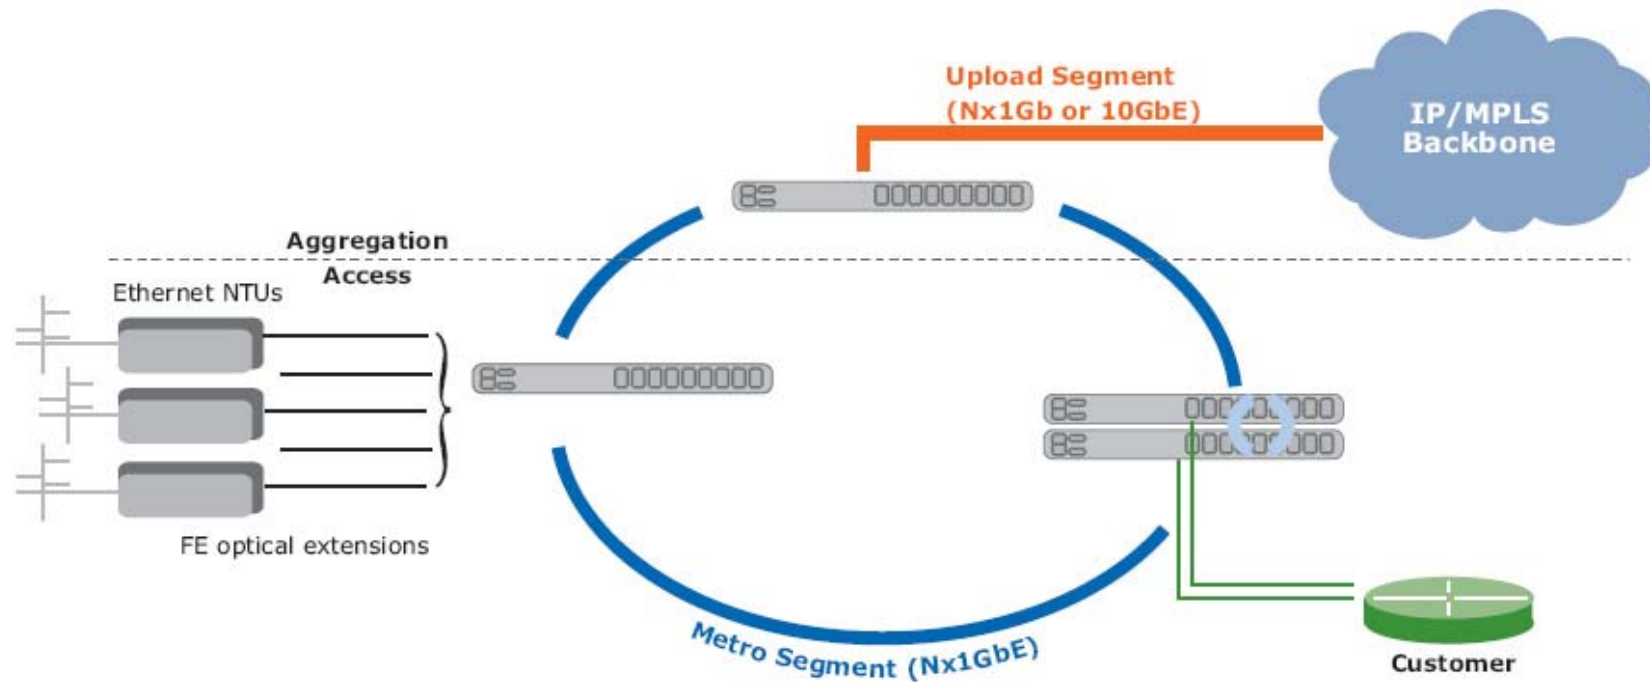 Upload Segment
(Nx1Gb or 10GbE)
IP/MPLS
Backbone
Aggregation
Access
Ethernet NTUs
FE optical extensions
Metro Segment (Nx1GbE)
Customer